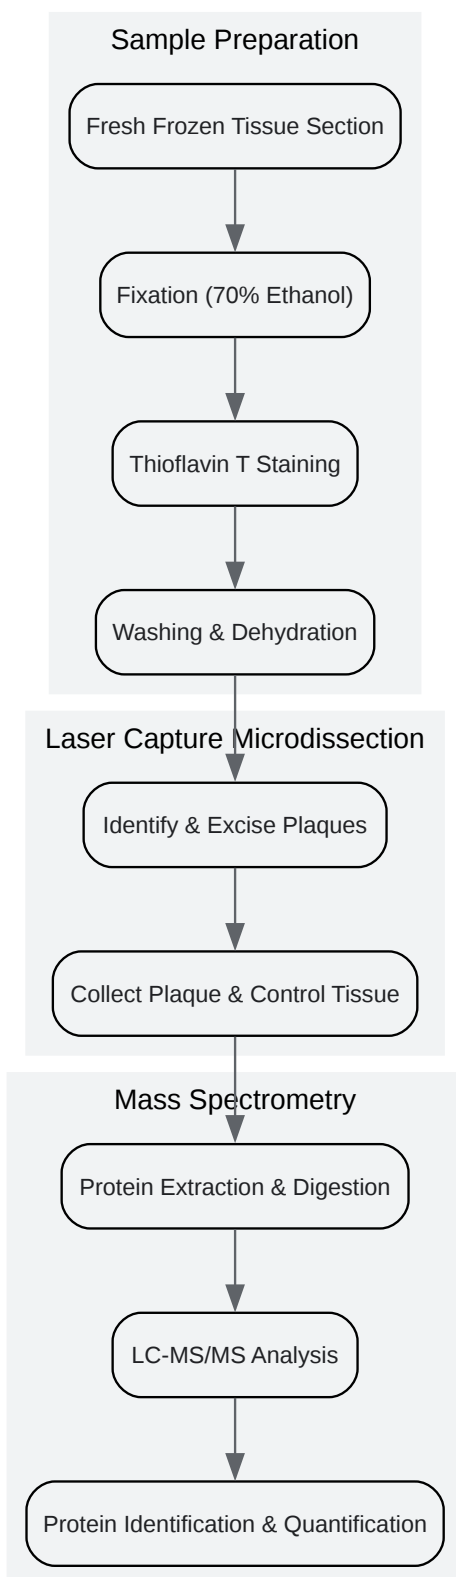 Sample Preparation
Fresh Frozen Tissue Section
Fixation (70% Ethanol)
Thioflavin T Staining
Washing & Dehydration
Laser Capture Microdissection
Identify & Excise Plaques
Collect Plaque & Control Tissue
Mass Spectrometry
Protein Extraction & Digestion
LC-MS/MS Analysis
Protein Identification & Quantification